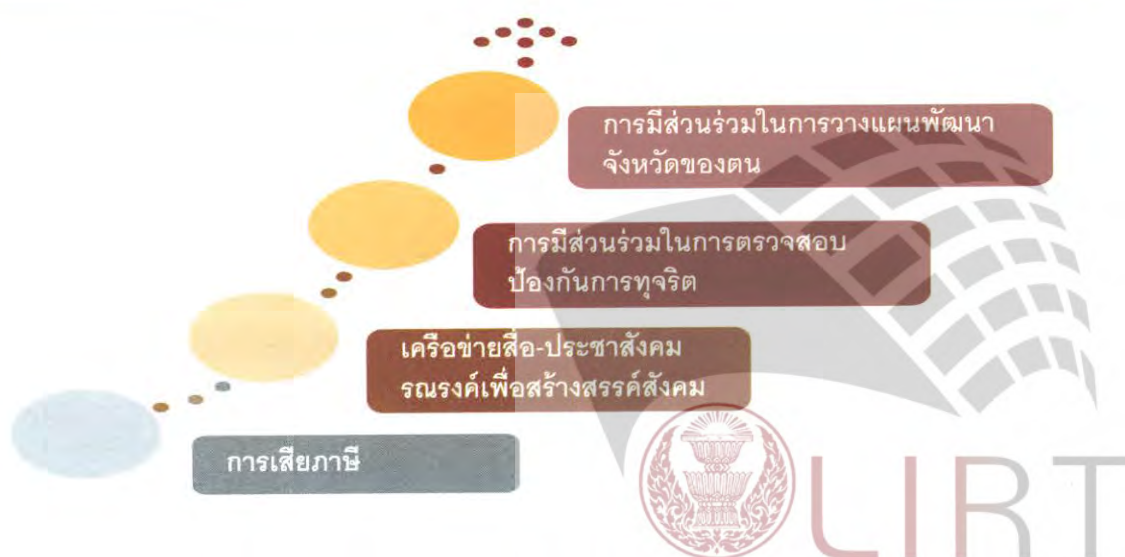 การมีส่วนร่วมในการวางแผนพัฒนา
จังหวัดของตน
การมีส่วนร่วมในการตรวจสอบ
ป้องกันการทุจริต
เครือข่ายสื่อ-ประชาสังคม
รณรงค์เพื่อสร้างสรรค์สังคม
การเสียภาษี
LIRT